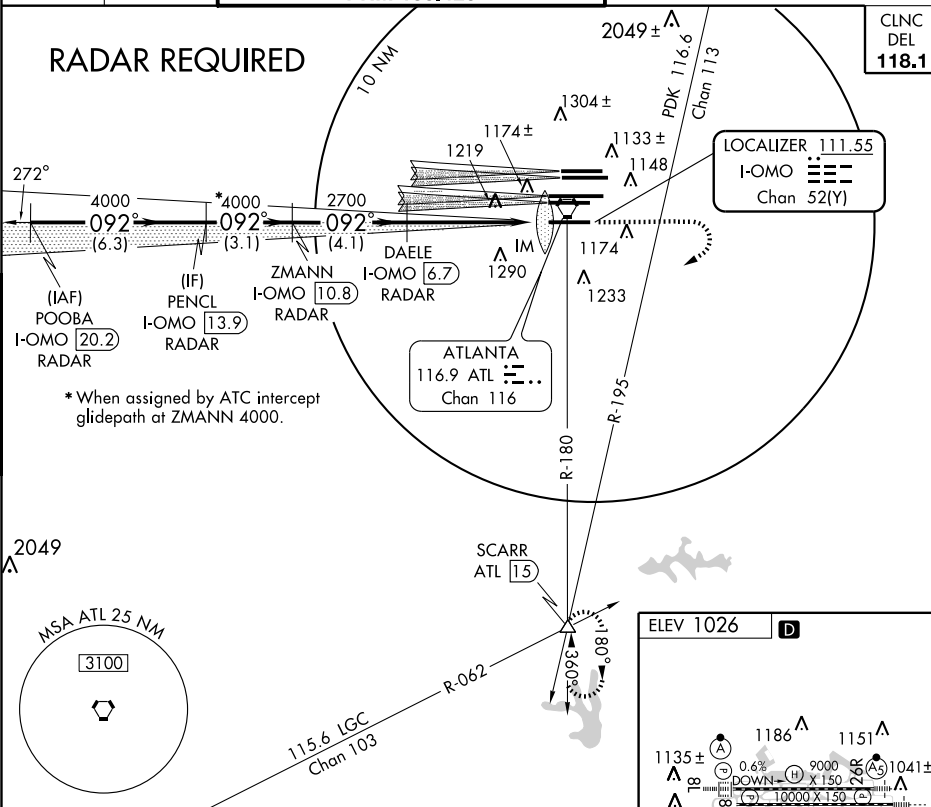 RADAR REQUIRED
10 NM
2049 ±
PDK 116.6
Chan 113
CLNC
DEL
118.1
1304 ±
1174 ±
1133 ±
1219
1148
LOCALIZER 111.55
I-OMO
Chan 52(Y)
272°
4000
*4000
2700
092°
092°
092°
(6.3)
(3.1)
(4.1)
IM
1174
1290
1233
DAELE
I-OMO 6.7
RADAR
ZMANN
I-OMO 10.8
RADAR
(IF)
PENCL
I-OMO 13.9
RADAR
(IAF)
POOBA
I-OMO 20.2
RADAR
ATLANTA
116.9 ATL
Chan 116
* When assigned by ATC intercept
glidepath at ZMANN 4000.
R-195
R-180
2049
SCARR
ATL 15
MSA ATL 25 NM
3100
360°
180°
R-062
115.6 LGC
Chan 103
ELEV 1026 D
1186
1151
1135 ±
A
P
0.6%
DOWN
H
9000
X 150
26R
A5
1041 ±
8L
P
10000 X 150
P
8